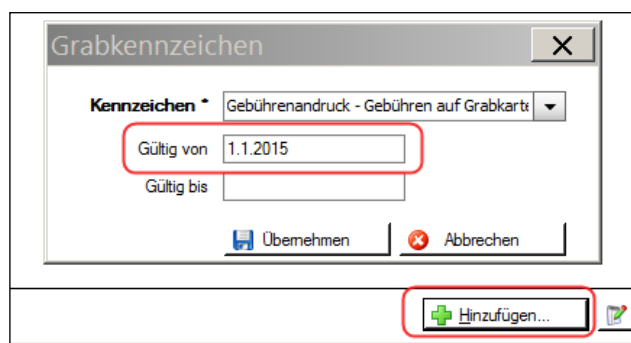 Grabkennzeichen
Kennzeichen * Gebührenandruck - Gebühren auf Grabkarte
Gültig von 1.1.2015
Gültig bis
Übernehmen Abbrechen
Hinzufügen...